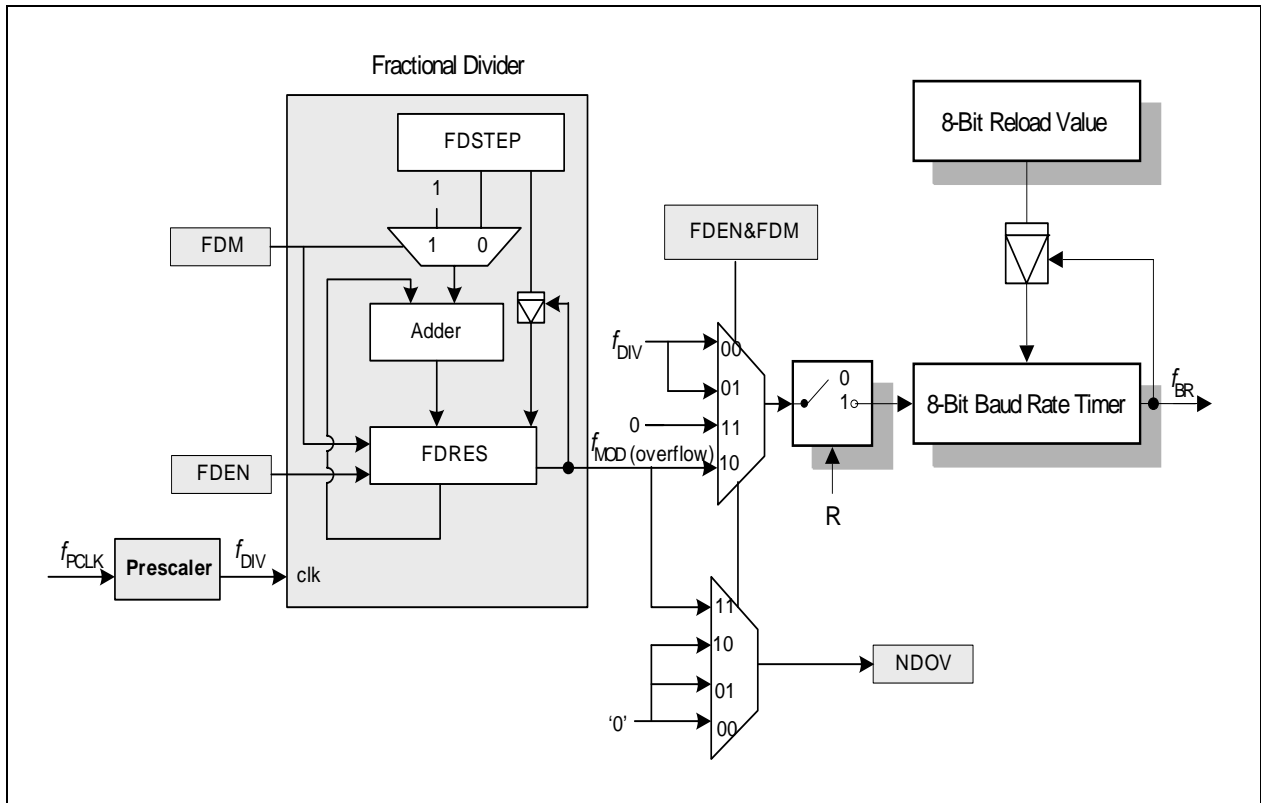 Fractional Divider
FDSTEP
8-Bit Reload Value
1
FDM
1 0
FDEN&FDM
Adder
fDIV
00
01
0
11
10
0
1
8-Bit Baud Rate Timer
fBR
FDRES
fMOD (overflow)
FDEN
R
fPCLK
Prescaler
fDIV
clk
11
10
01
00
'0'
NDOV